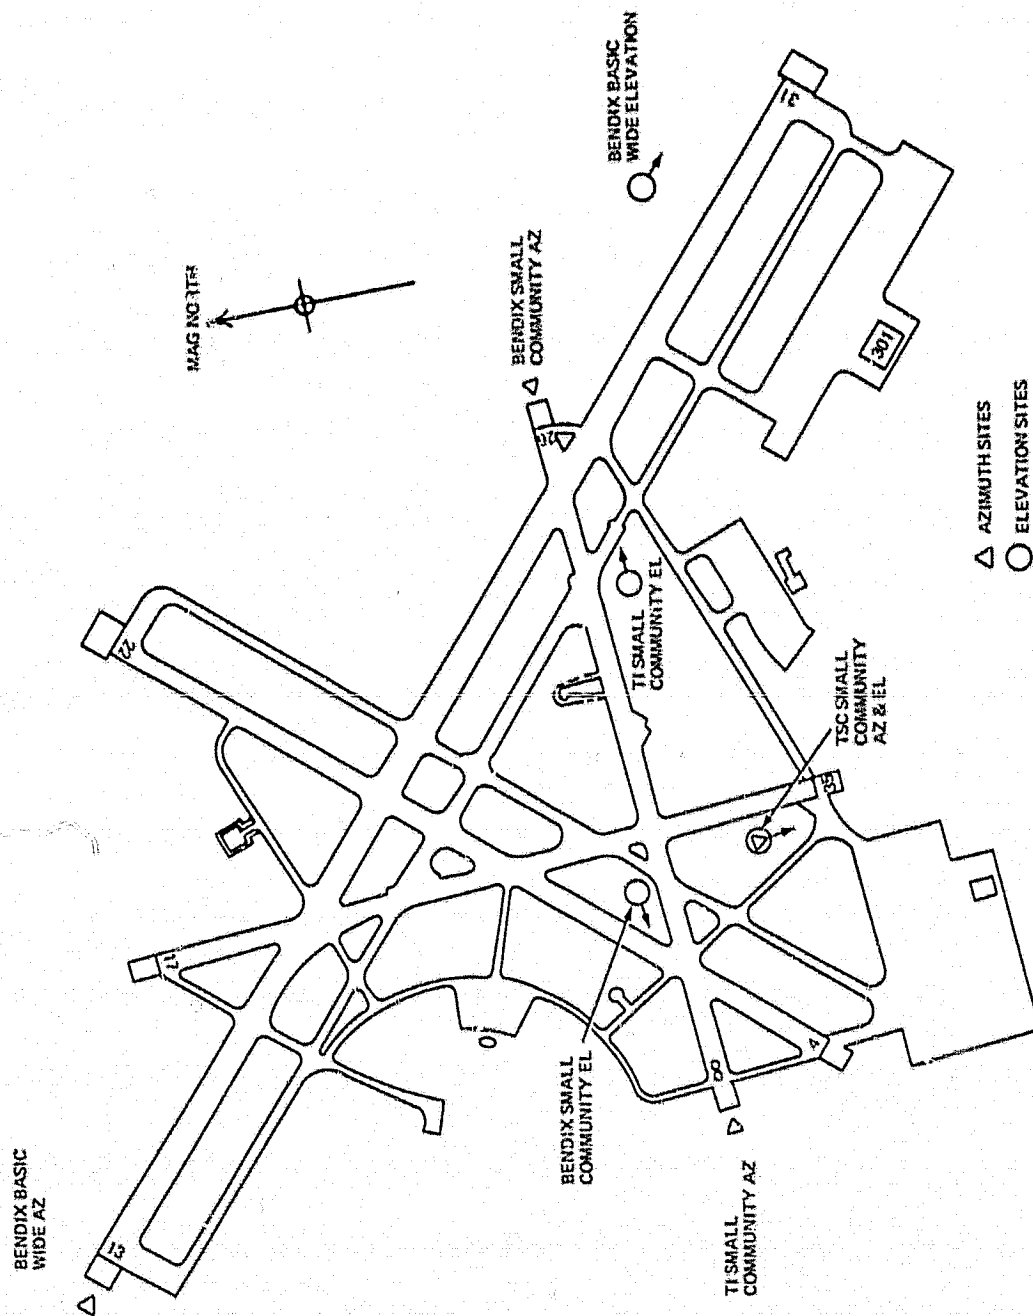 BENDIX BASIC
WIDE AZ
13
17
22
MAG NORTH
BENDIX SMALL
COMMUNITY AZ
26
BENDIX BASIC
WIDE ELEVATION
31
301
TI SMALL
COMMUNITY EL
TSC SMALL
COMMUNITY
AZ & EL
35
BENDIX SMALL
COMMUNITY EL
4
8
TI SMALL
COMMUNITY AZ
AZIMUTH SITES
ELEVATION SITES